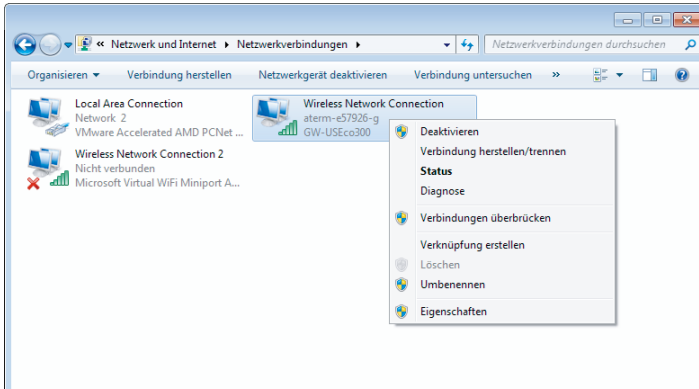 « Netzwerk und Internet ▸ Netzwerkverbindungen ▸
Netzwerkverbindungen durchsuchen
Organisieren Verbindung herstellen Netzwerkgerät deaktivieren Verbindung untersuchen »
Local Area Connection
Network 2
VMware Accelerated AMD PCNet ...
Wireless Network Connection
aterm-e57926-g
GW-USEco300
Wireless Network Connection 2
Nicht verbunden
Microsoft Virtual WiFi Miniport A...
Deaktivieren
Verbindung herstellen/trennen
Status
Diagnose
Verbindungen überbrücken
Verknüpfung erstellen
Löschen
Umbenennen
Eigenschaften